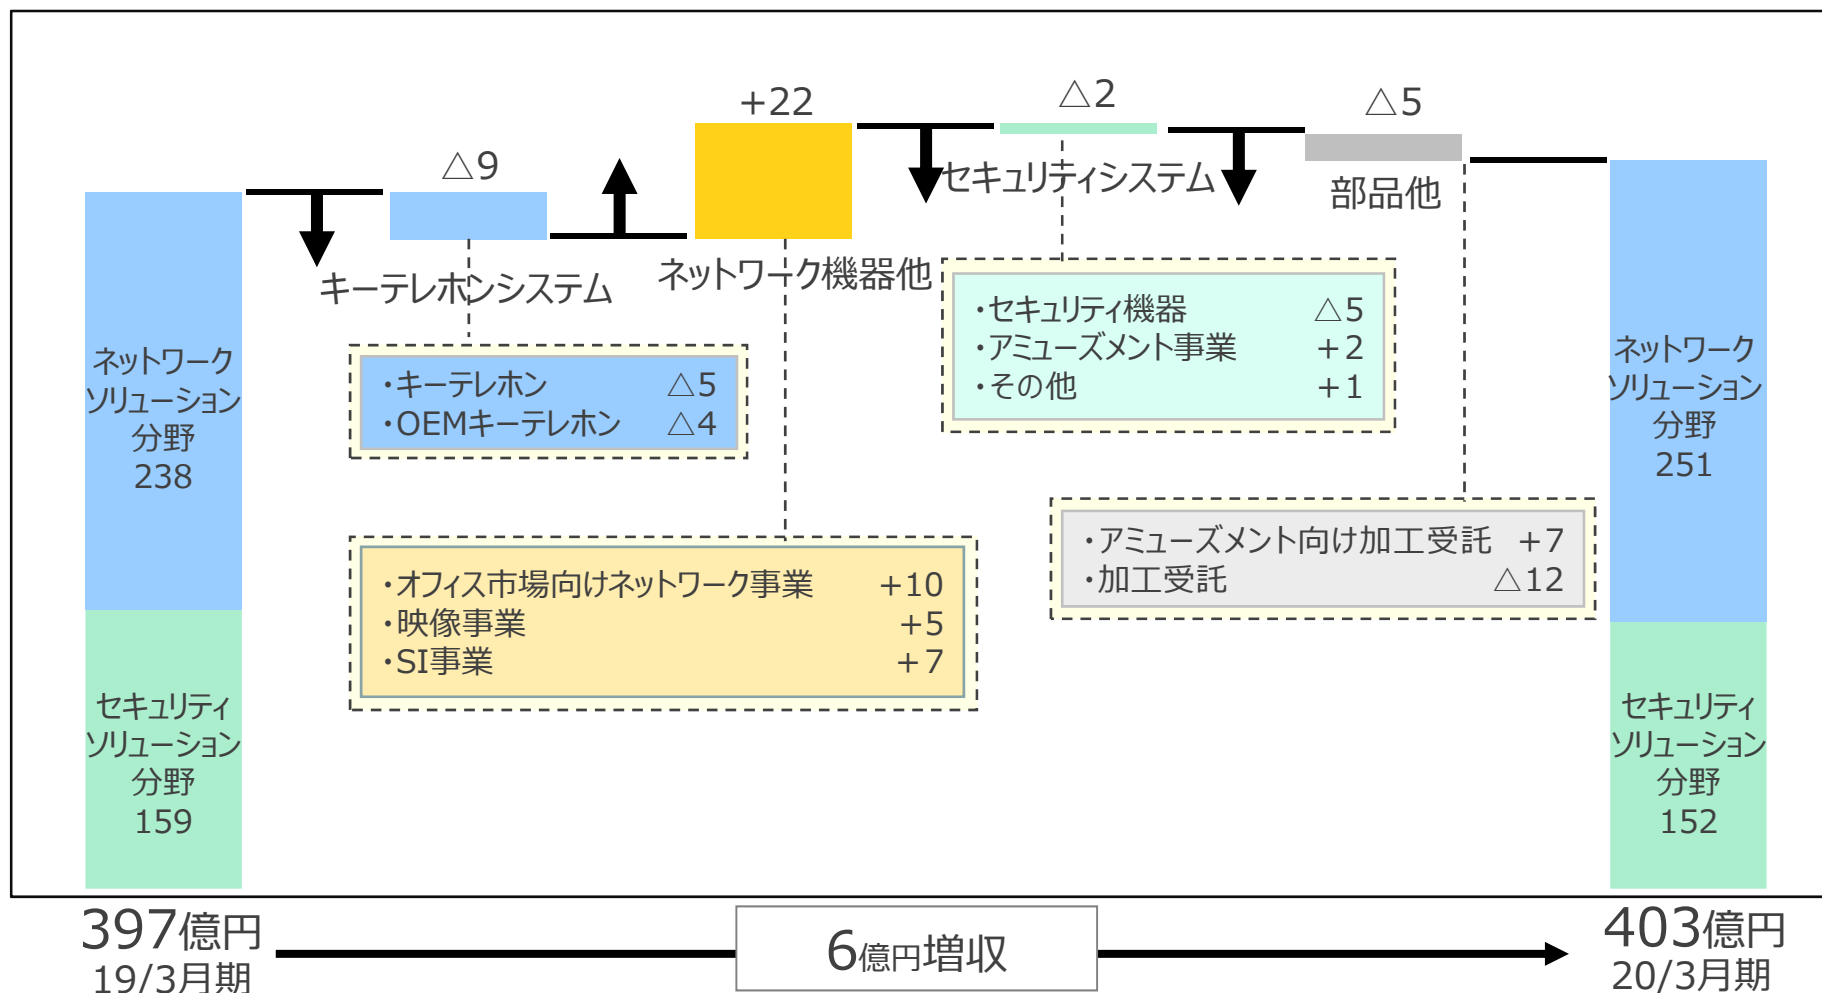 △9
+22
△2
△5
キーテレホンシステム
ネットワーク機器他
セキュリティシステム
部品他
ネットワーク
ソリューション
分野
238
セキュリティ
ソリューション
分野
159
・キーテレホン △5
・OEMキーテレホン △4
・オフィス市場向けネットワーク事業 +10
・映像事業 +5
・SI事業 +7
・セキュリティ機器 △5
・アミューズメント事業 +2
・その他 +1
・アミューズメント向け加工受託 +7
・加工受託 △12
ネットワーク
ソリューション
分野
251
セキュリティ
ソリューション
分野
152
397億円
19/3月期
6億円増収
403億円
20/3月期